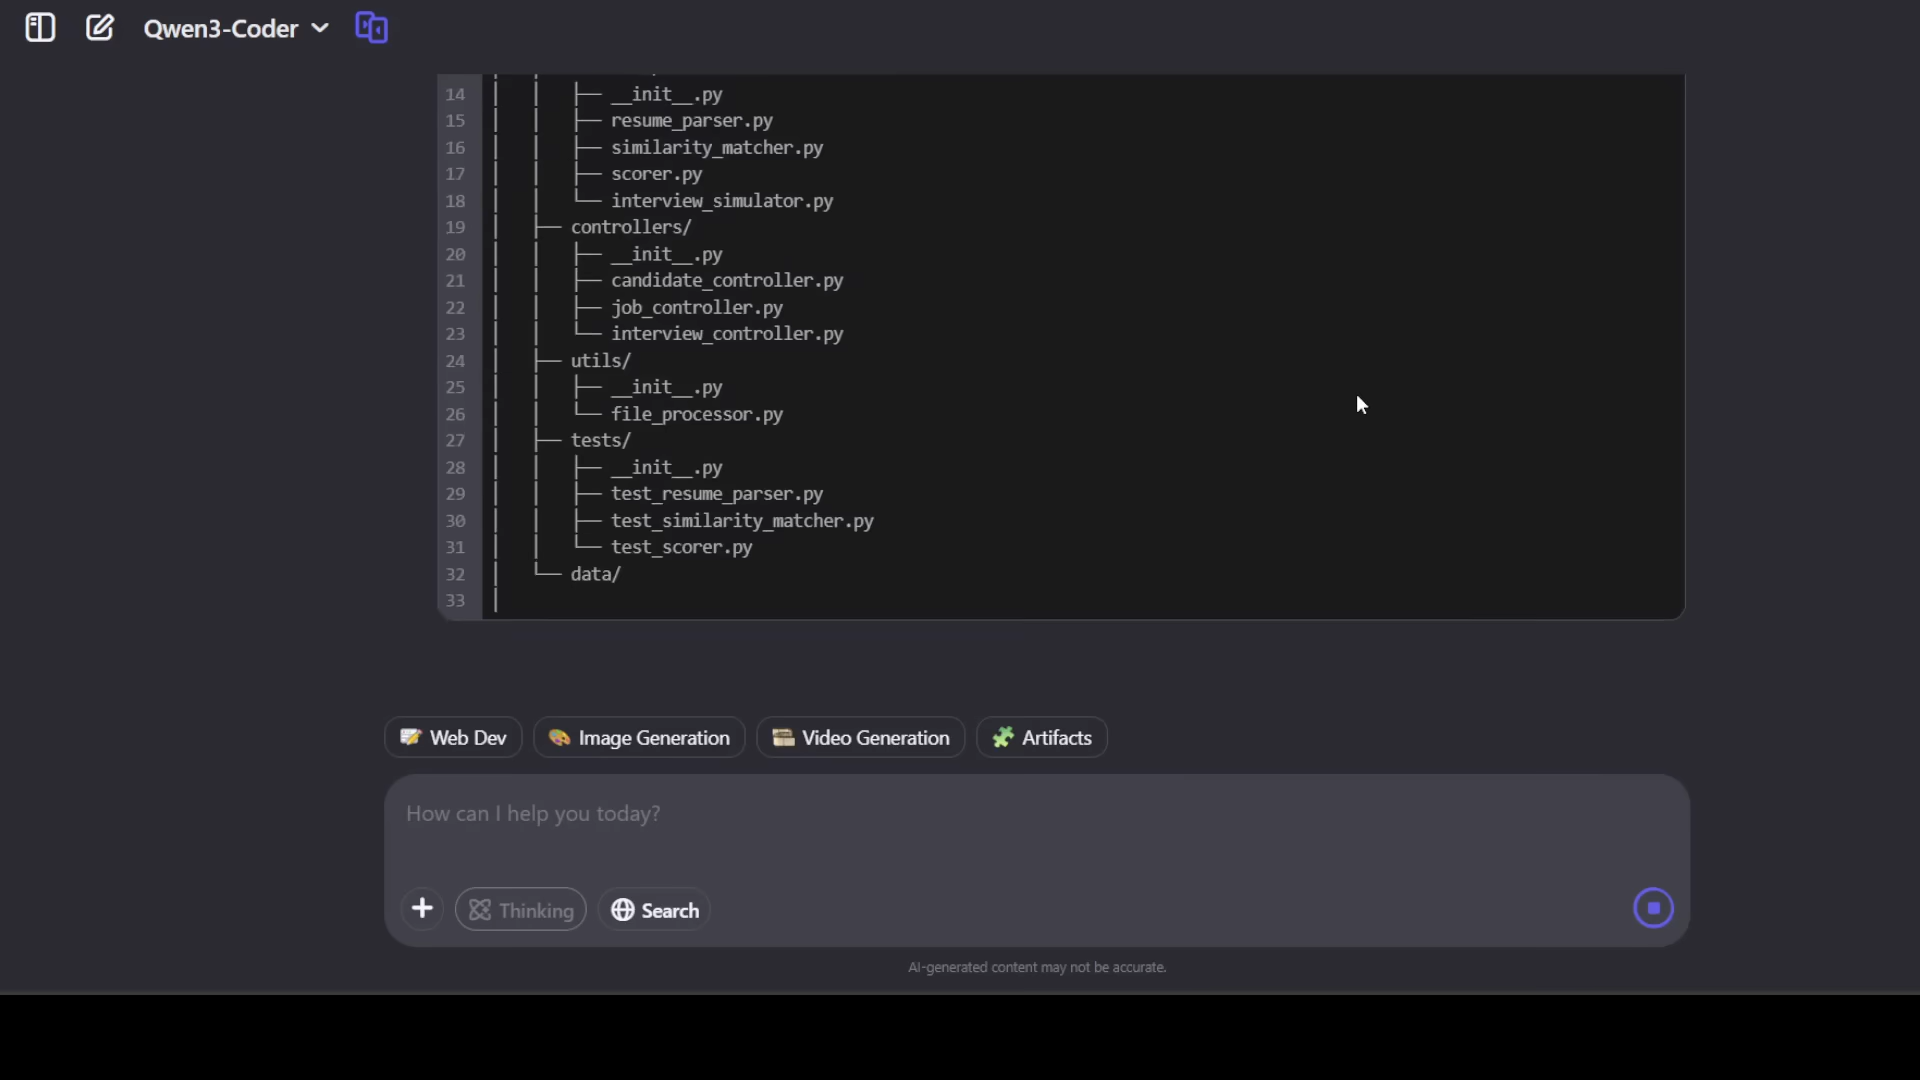 Qwen3-Coder
14 │ │ ├── __init__.py
15 │ │ ├── resume_parser.py
16 │ │ ├── similarity_matcher.py
17 │ │ ├── scorer.py
18 │ │ └── interview_simulator.py
19 │ ├── controllers/
20 │ │ ├── __init__.py
21 │ │ ├── candidate_controller.py
22 │ │ ├── job_controller.py
23 │ │ └── interview_controller.py
24 │ ├── utils/
25 │ │ ├── __init__.py
26 │ │ └── file_processor.py
27 │ ├── tests/
28 │ │ ├── __init__.py
29 │ │ ├── test_resume_parser.py
30 │ │ ├── test_similarity_matcher.py
31 │ │ └── test_scorer.py
32 │ └── data/
33 │
Web Dev Image Generation Video Generation Artifacts
How can I help you today?
Thinking Search
AI-generated content may not be accurate.